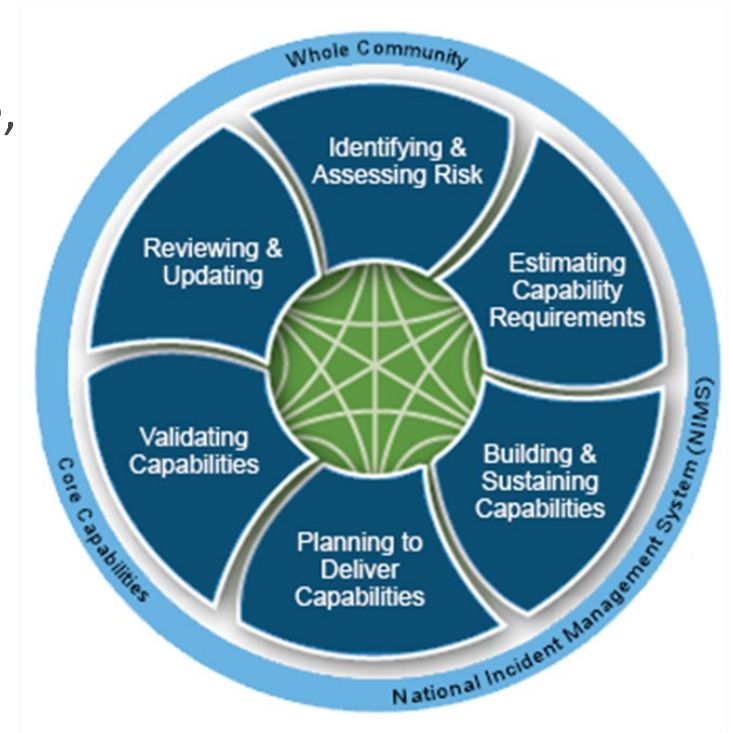 Whole Community
Identifying &
Assessing Risk
Estimating
Capability
Requirements
Building &
Sustaining
Capabilities
Planning to
Deliver
Capabilities
Validating
Capabilities
Reviewing &
Updating
National Incident Management System (NIMS)
Core Capabilities